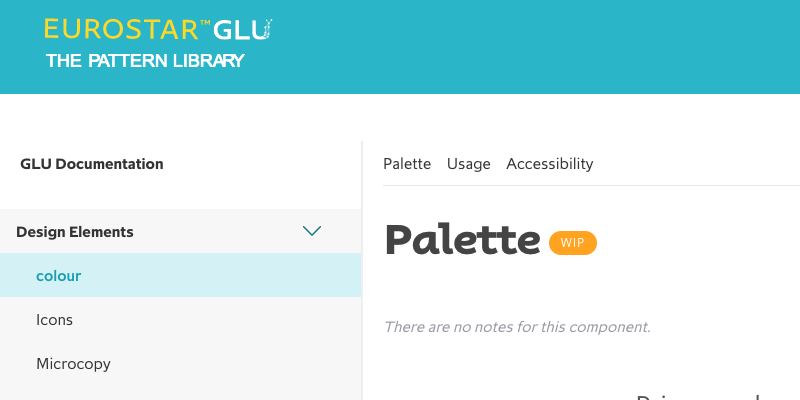 EUROSTAR™GLU
THE PATTERN LIBRARY
GLU Documentation
Design Elements
colour
Icons
Microcopy
Palette Usage Accessibility
Palette WIP
There are no notes for this component.